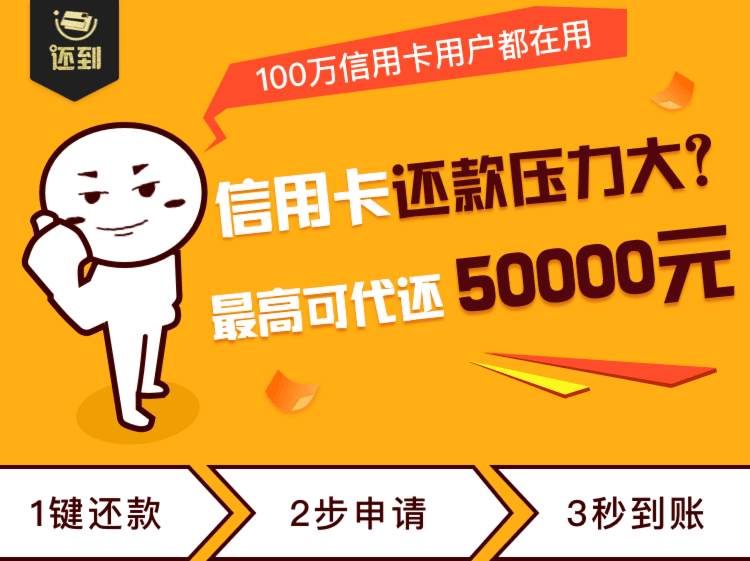 还到
100万信用卡用户都在用
信用卡还款压力大?
最高可代还 50000元
1键还款
2步申请
3秒到账